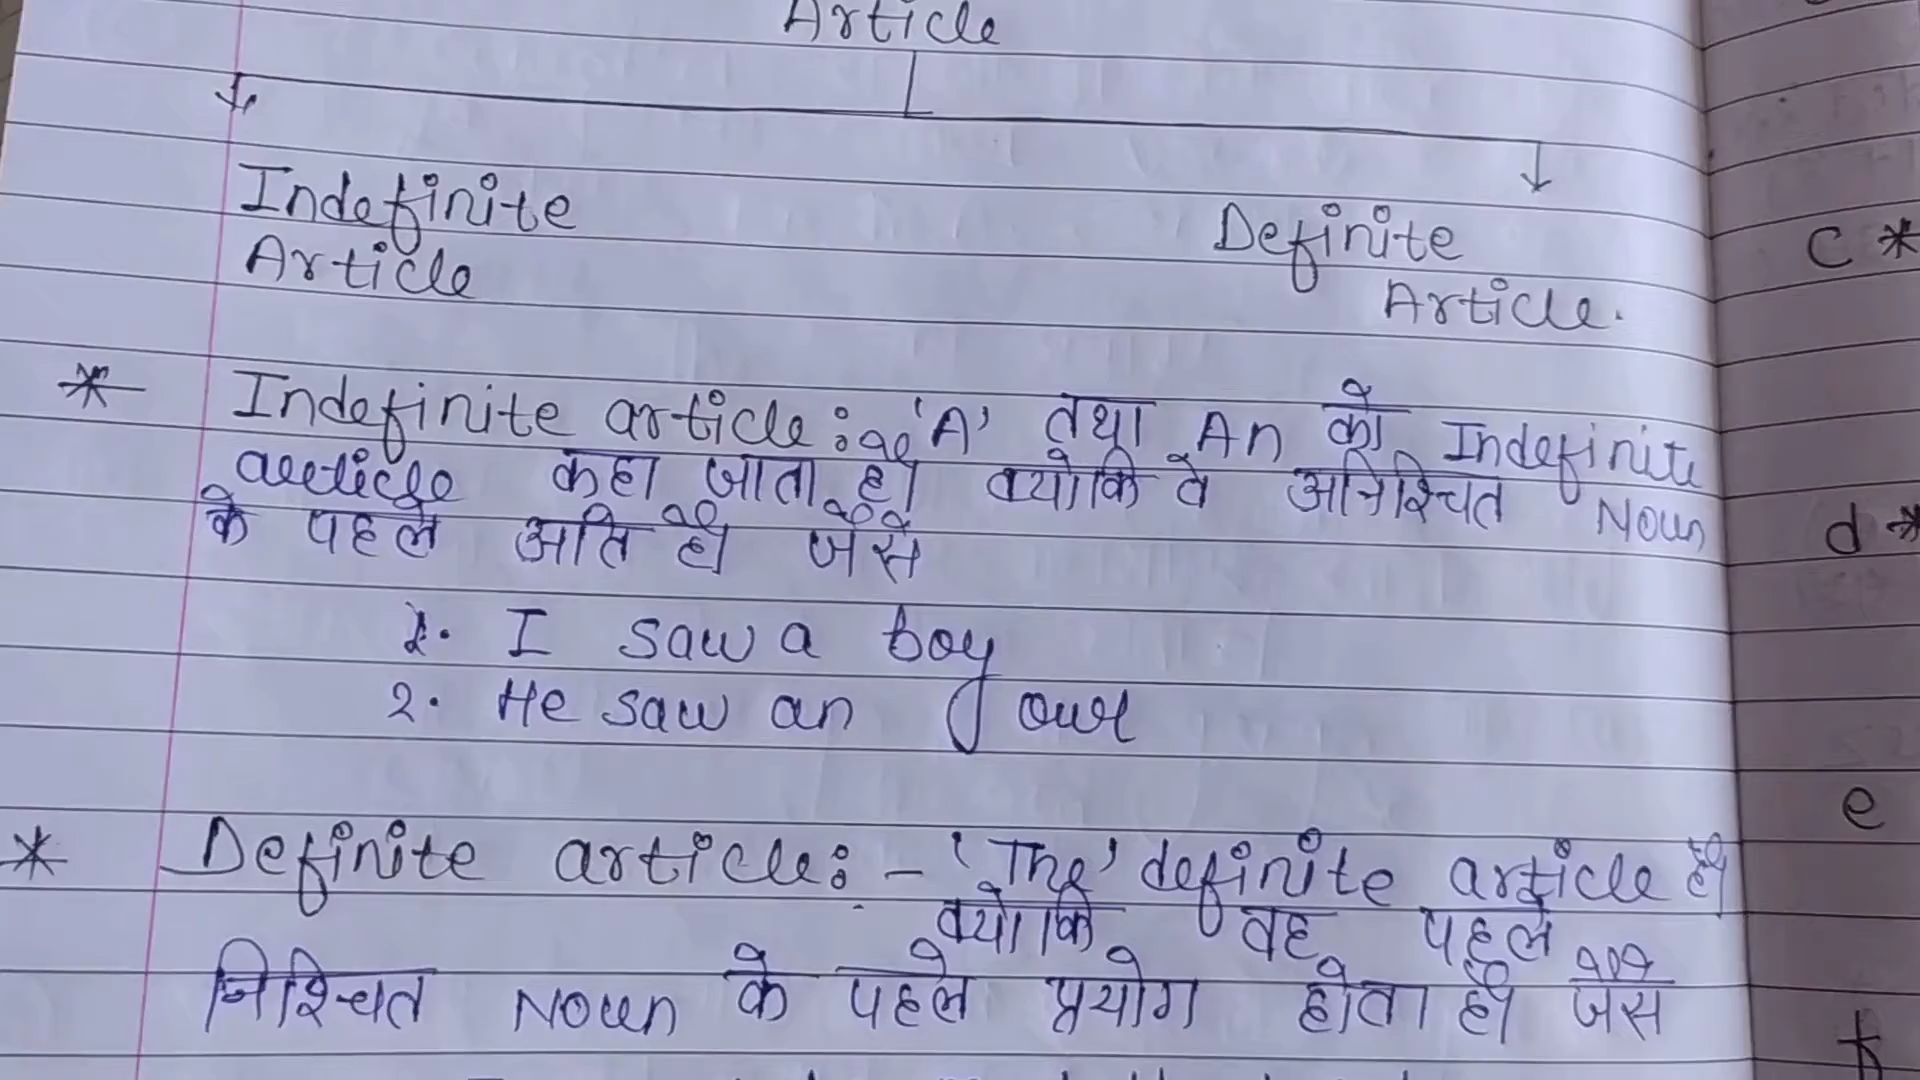 Article
Indefinite Definite
Article Article.
* Indefinite article:- 'A' तथा An को Indefinite
article कहा जाता है। क्योकि वे अनिश्चित Noun
के पहले आते है। जैसे
1. I saw a boy
2. He saw an owl
* Definite article:- 'The' definite article है।
क्योकि वह पहले
निश्चित Noun के पहले प्रयोग होता है। जैसे
c *
d *
e
f